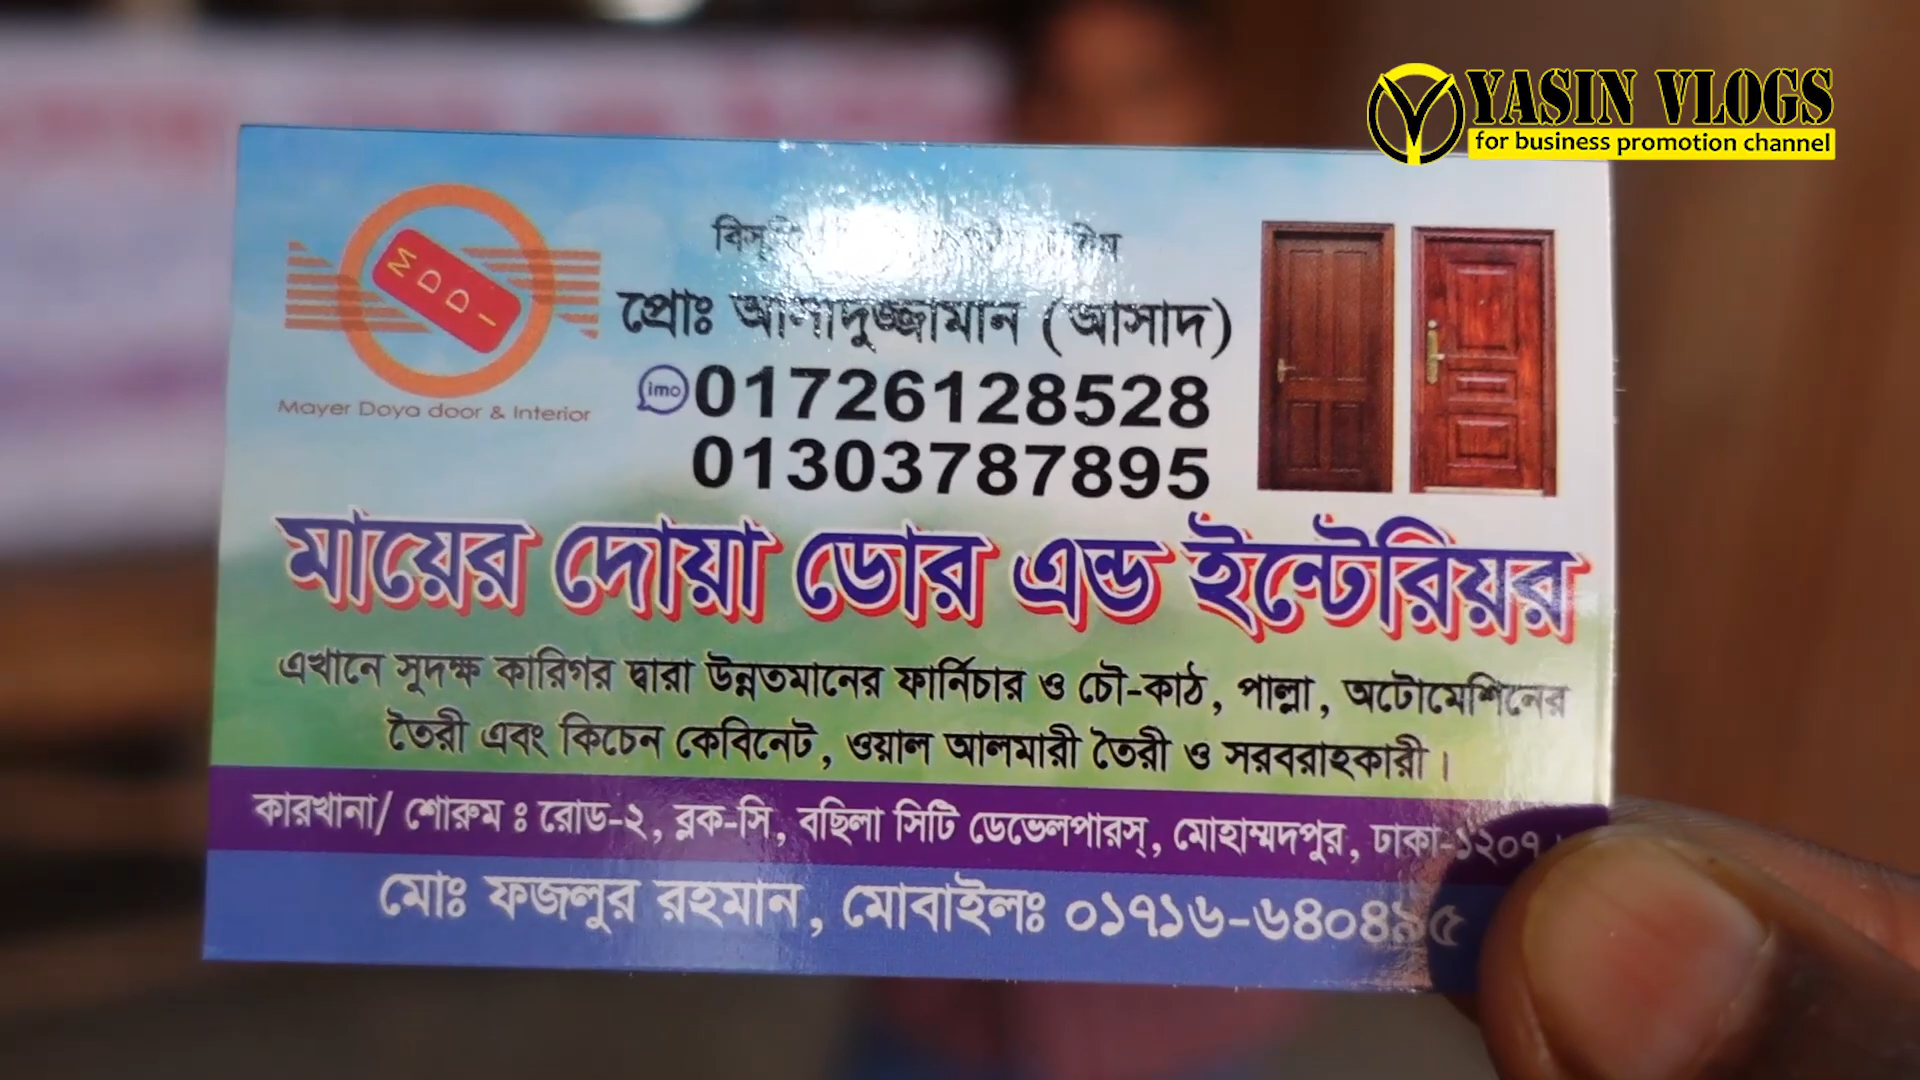 YASIN VLOGS
for business promotion channel
MDDI
Mayer Doya door & Interior
প্রোঃ আসাদুজ্জামান (আসাদ)
imo 01726128528
01303787895
মায়ের দোয়া ডোর এন্ড ইন্টেরিয়র
এখানে সুদক্ষ কারিগর দ্বারা উন্নতমানের ফার্নিচার ও চৌ-কাঠ, পাল্লা, অটোমেশিনের
তৈরী এবং কিচেন কেবিনেট, ওয়াল আলমারী তৈরী ও সরবরাহকারী।
কারখানা/ শোরুম ঃ রোড-২, ব্লক-সি, বছিলা সিটি ডেভেলপারস্, মোহাম্মদপুর, ঢাকা-১২০৭
মোঃ ফজলুর রহমান, মোবাইলঃ ০১৭১৬-৬৪০৪৯৫